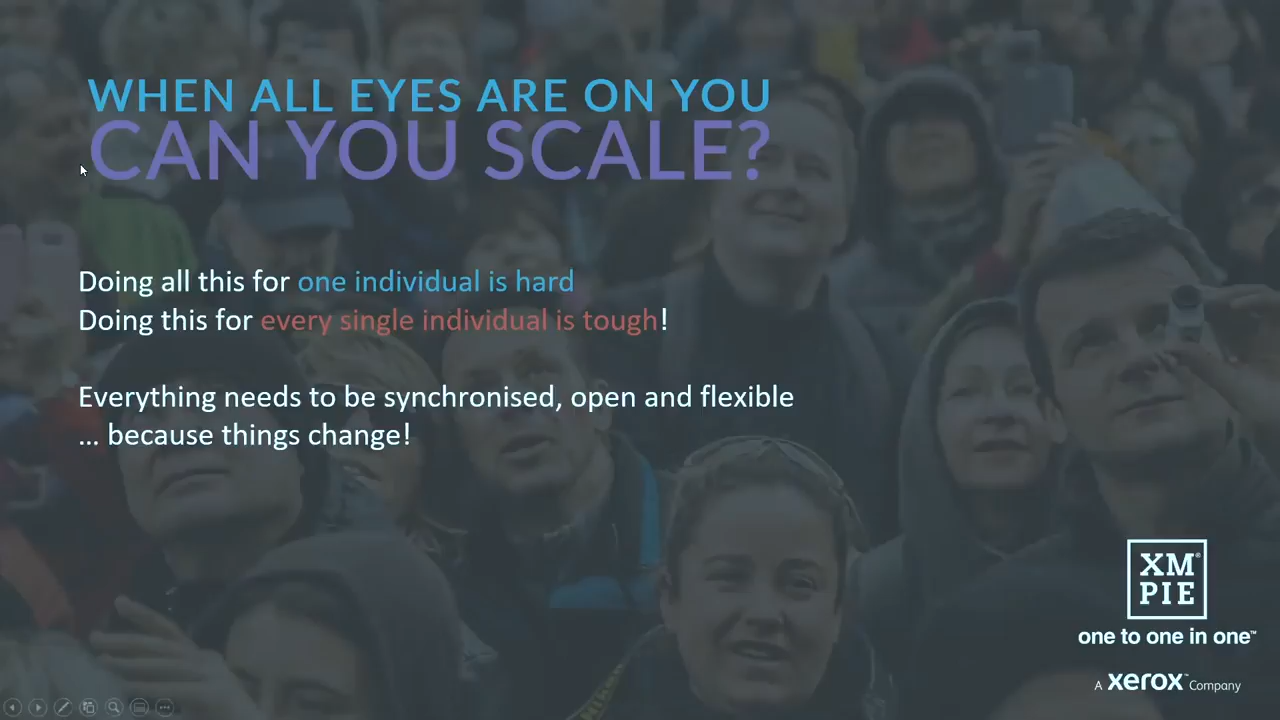 WHEN ALL EYES ARE ON YOU
CAN YOU SCALE?
Doing all this for one individual is hard
Doing this for every single individual is tough!
Everything needs to be synchronised, open and flexible
... because things change!
XM®
PIE
one to one in one™
A xerox™ Company